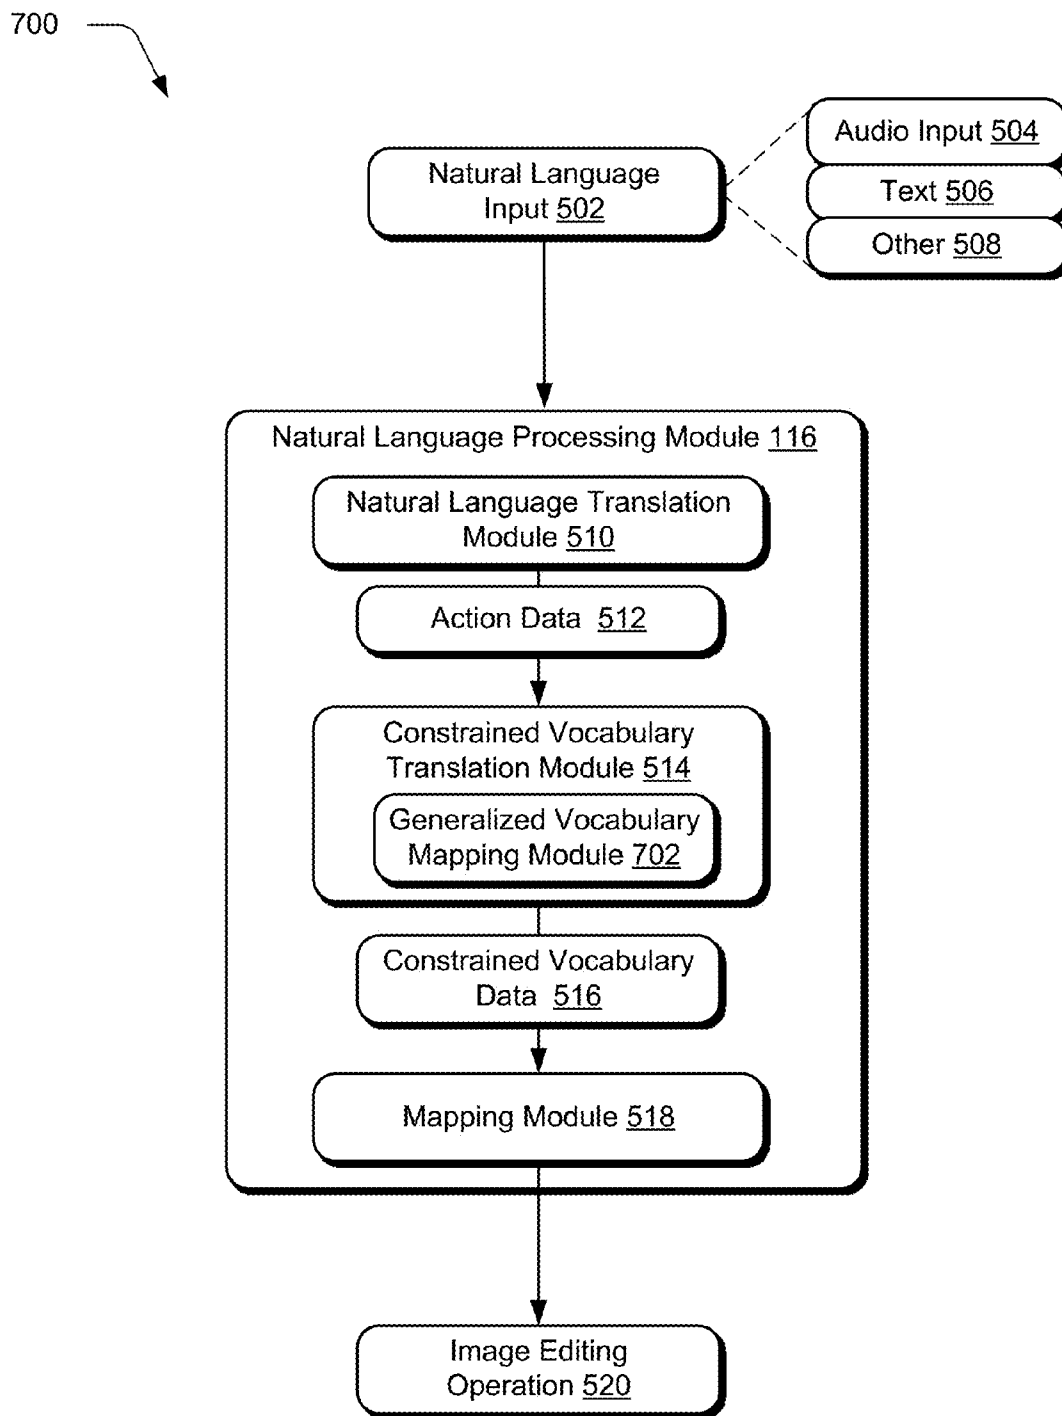 700
Natural Language
Input 502
Audio Input 504
Text 506
Other 508
Natural Language Processing Module 116
Natural Language Translation
Module 510
Action Data 512
Constrained Vocabulary
Translation Module 514
Generalized Vocabulary
Mapping Module 702
Constrained Vocabulary
Data 516
Mapping Module 518
Image Editing
Operation 520